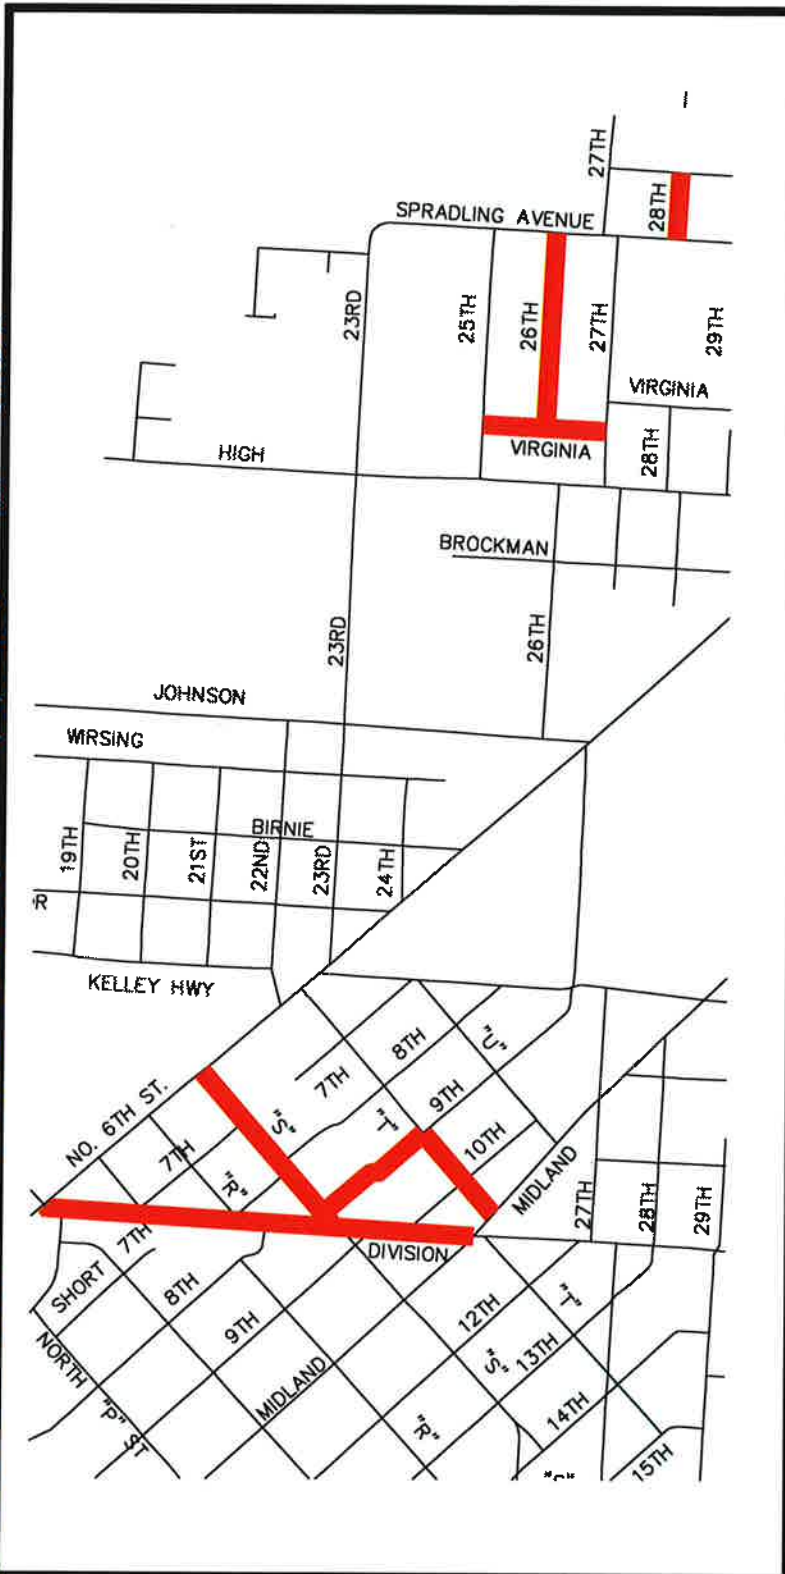 27TH
28TH
SPRADLING AVENUE
23RD
25TH
26TH
27TH
29TH
VIRGINIA
HIGH
VIRGINIA
28TH
BROCKMAN
23RD
26TH
JOHNSON
WIRSING
BIRNIE
19TH
20TH
21ST
22ND
23RD
24TH
KELLEY HWY
"U"
8TH
7TH
9TH
NO. 6TH ST.
"S"
"T"
10TH
7TH
"R"
MIDLAND
27TH
28TH
29TH
7TH
DIVISION
SHORT
8TH
"T"
12TH
9TH
NORTH "P" ST
MIDLAND
"S"
13TH
"R"
14TH
15TH